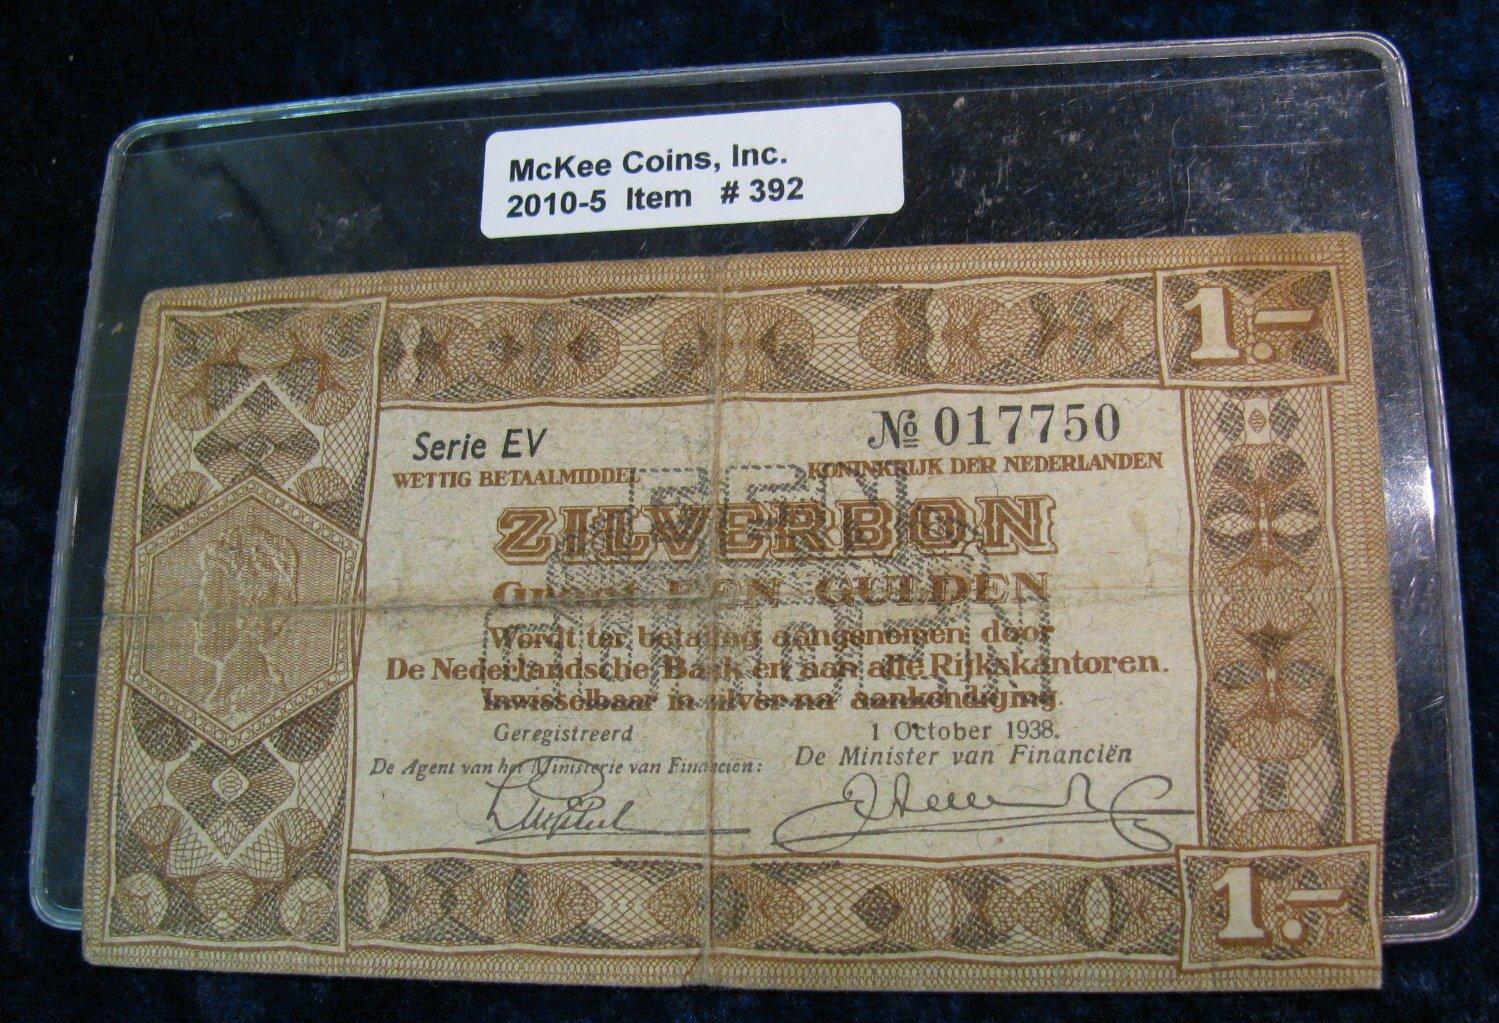 McKee Coins, Inc.
2010-5 Item # 392
1.-
Serie EV
№ 017750
WETTIG BETAALMIDDEL
KONINKRIJK DER NEDERLANDEN
ZILVERBON
Groot EEN GULDEN
Wordt ter betaling aangenomen door
De Nederlandsche Bank en aan alle Rijkskantoren.
Inwisselbaar in zilver na aankondiging.
Geregistreerd
1 October 1938.
De Agent van het Ministerie van Financiën:
De Minister van Financiën
1.-